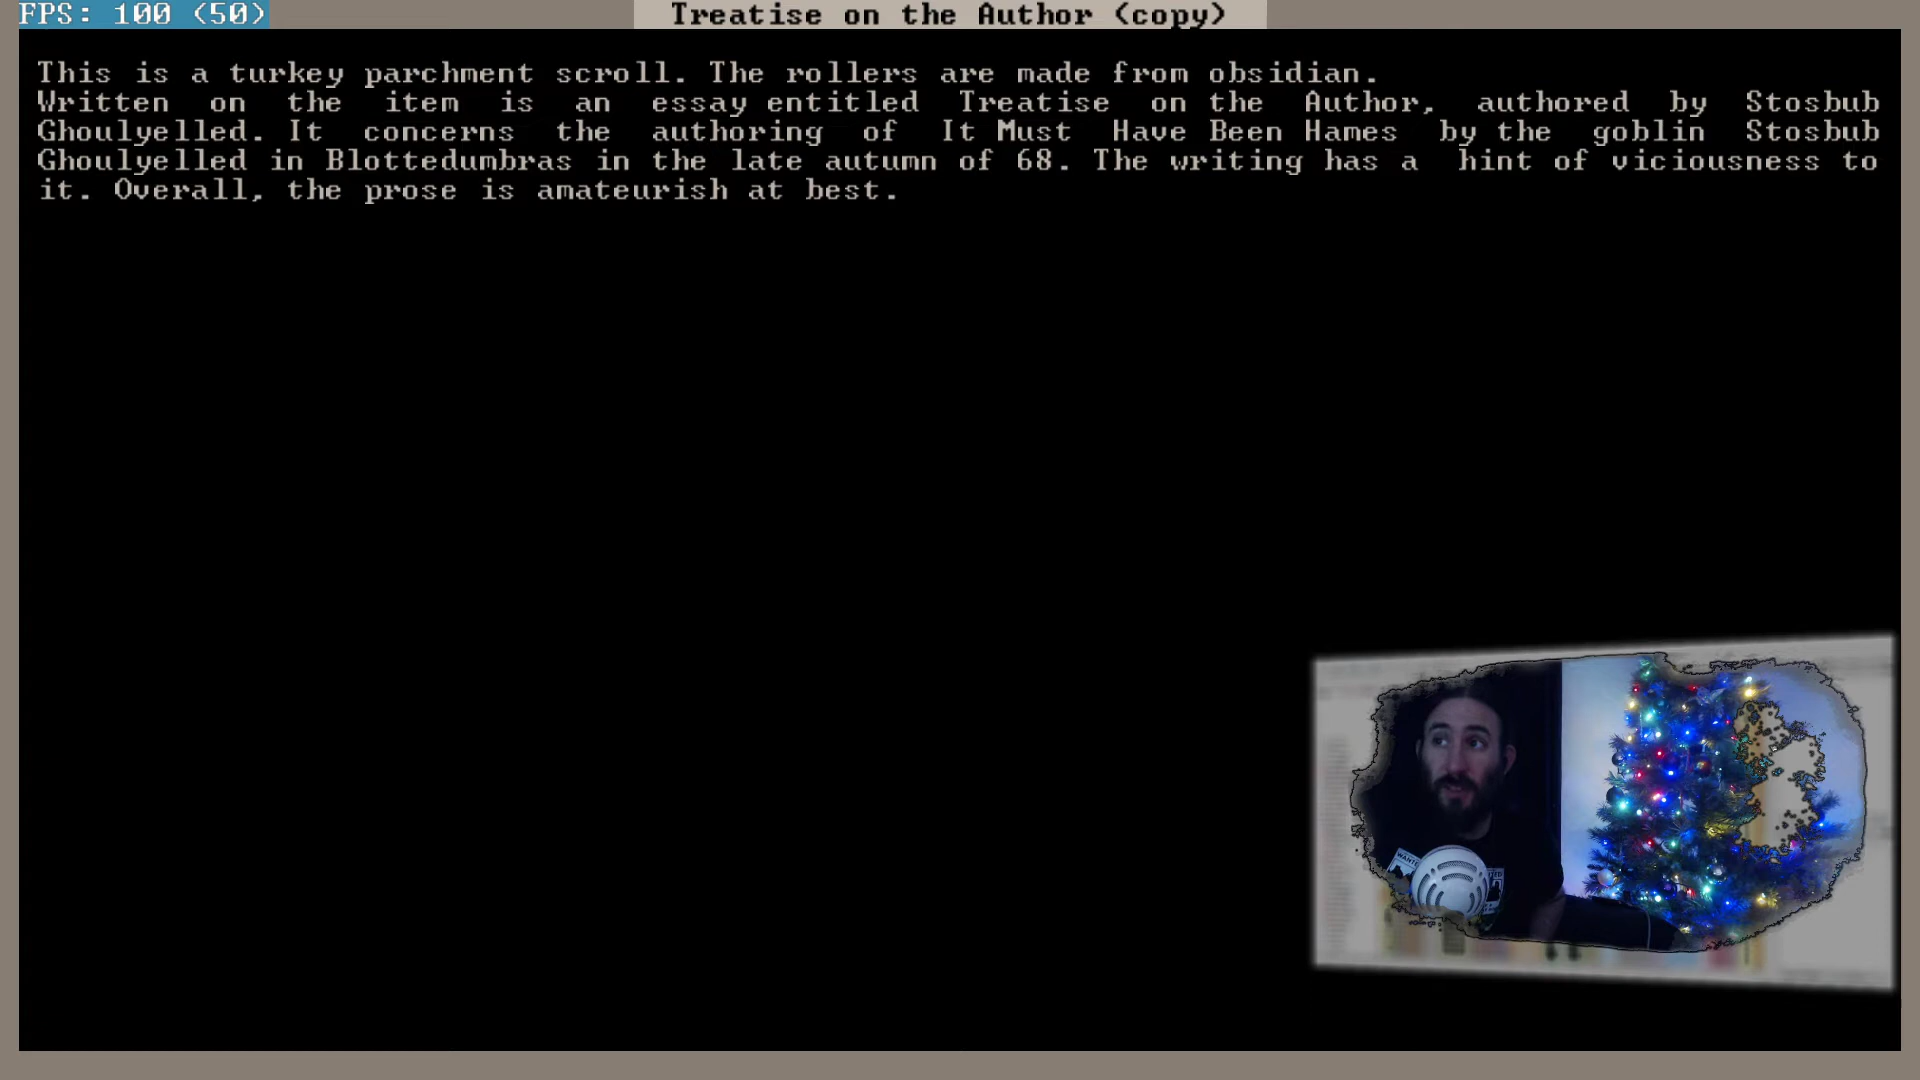 FPS: 100 (50)
Treatise on the Author (copy)
This is a turkey parchment scroll. The rollers are made from obsidian.
Written on the item is an essay entitled Treatise on the Author, authored by Stosbub
Ghoulyelled. It concerns the authoring of It Must Have Been Hames by the goblin Stosbub
Ghoulyelled in Blottedumbras in the late autumn of 68. The writing has a hint of viciousness to
it. Overall, the prose is amateurish at best.